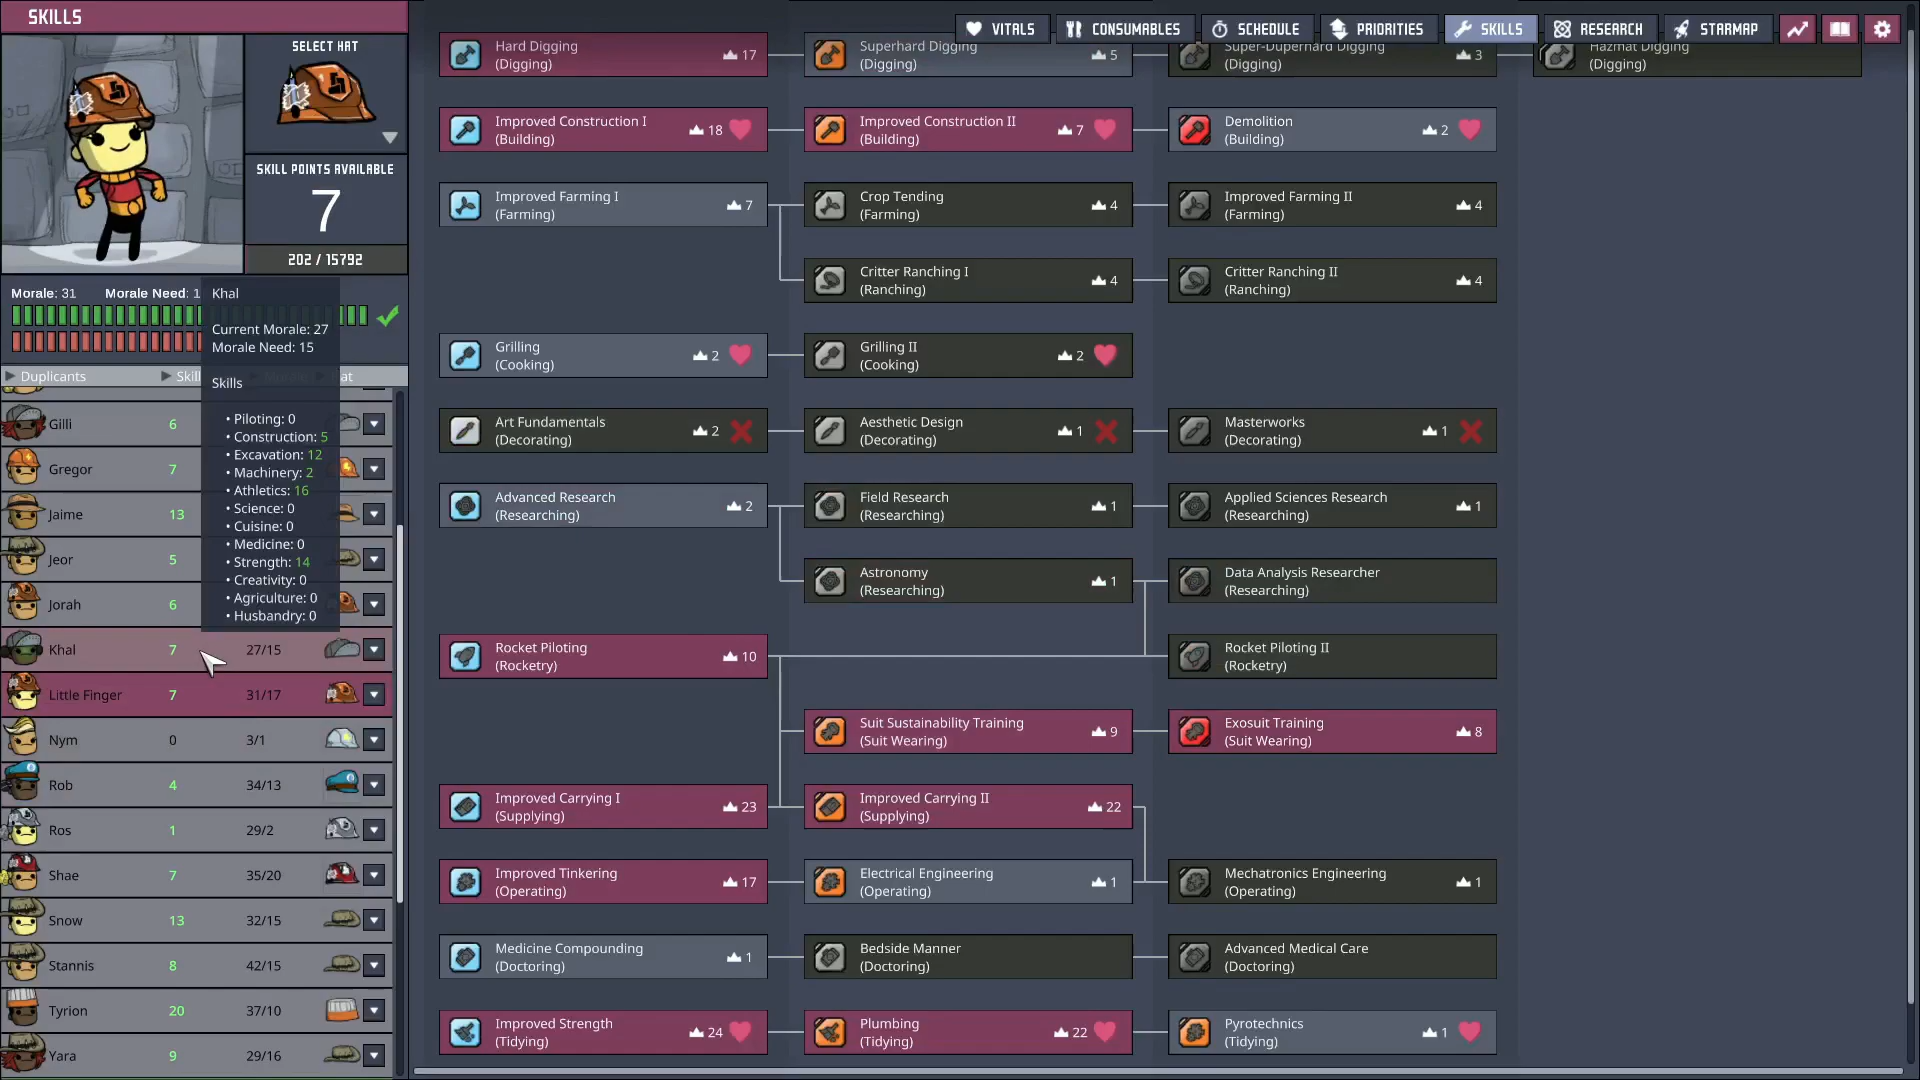 SKILLS
SELECT HAT
SKILL POINTS AVAILABLE
7
202 / 15792
Morale: 31
Morale Need: 1
Khal
Current Morale: 27
Morale Need: 15
Skills
• Piloting: 0
• Construction: 5
• Excavation: 12
• Machinery: 2
• Athletics: 16
• Science: 0
• Cuisine: 0
• Medicine: 0
• Strength: 14
• Creativity: 0
• Agriculture: 0
• Husbandry: 0
Duplicants
Skill
at
Gilli 6
Gregor 7
Jaime 13
Jeor 5
Jorah 6
Khal 7 27/15
Little Finger 7 31/17
Nym 0 3/1
Rob 4 34/13
Ros 1 29/2
Shae 7 35/20
Snow 13 32/15
Stannis 8 42/15
Tyrion 20 37/10
Yara 9 29/16
VITALS
CONSUMABLES
SCHEDULE
PRIORITIES
SKILLS
RESEARCH
STARMAP
Hard Digging
(Digging)
17
Superhard Digging
(Digging)
5
Super-Duperhard Digging
(Digging)
3
Hazmat Digging
(Digging)
Improved Construction I
(Building)
18
Improved Construction II
(Building)
7
Demolition
(Building)
2
Improved Farming I
(Farming)
7
Crop Tending
(Farming)
4
Improved Farming II
(Farming)
4
Critter Ranching I
(Ranching)
4
Critter Ranching II
(Ranching)
4
Grilling
(Cooking)
2
Grilling II
(Cooking)
2
Art Fundamentals
(Decorating)
2
Aesthetic Design
(Decorating)
1
Masterworks
(Decorating)
1
Advanced Research
(Researching)
2
Field Research
(Researching)
1
Applied Sciences Research
(Researching)
1
Astronomy
(Researching)
1
Data Analysis Researcher
(Researching)
Rocket Piloting
(Rocketry)
10
Rocket Piloting II
(Rocketry)
Suit Sustainability Training
(Suit Wearing)
9
Exosuit Training
(Suit Wearing)
8
Improved Carrying I
(Supplying)
23
Improved Carrying II
(Supplying)
22
Improved Tinkering
(Operating)
17
Electrical Engineering
(Operating)
1
Mechatronics Engineering
(Operating)
1
Medicine Compounding
(Doctoring)
1
Bedside Manner
(Doctoring)
Advanced Medical Care
(Doctoring)
Improved Strength
(Tidying)
24
Plumbing
(Tidying)
22
Pyrotechnics
(Tidying)
1